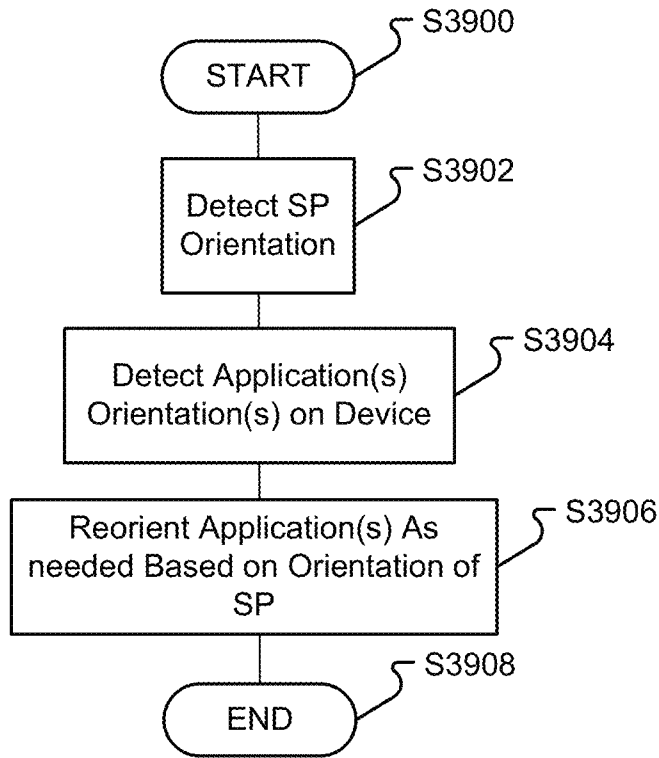 START
S3900
Detect SP
Orientation
S3902
Detect Application(s)
Orientation(s) on Device
S3904
Reorient Application(s) As
needed Based on Orientation of
SP
S3906
END
S3908